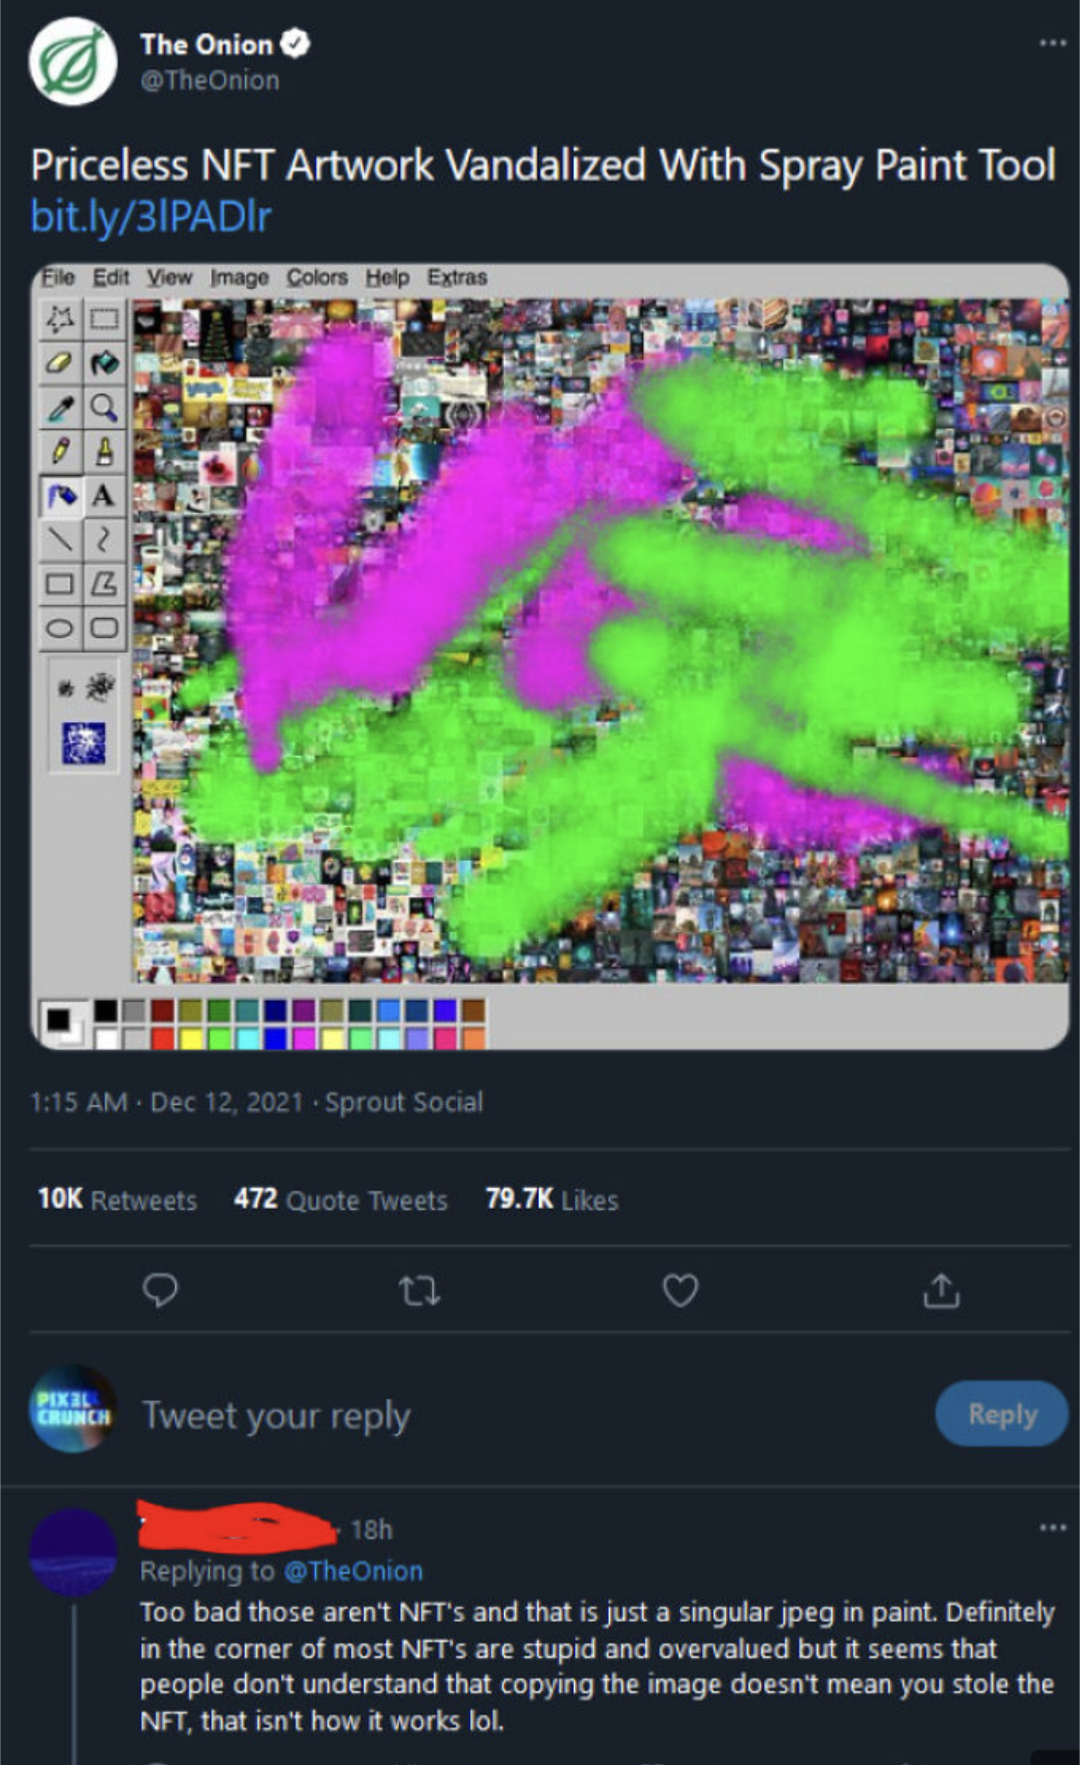 The Onion
@TheOnion
Priceless NFT Artwork Vandalized With Spray Paint Tool
bit.ly/3lPADlr
File Edit View Image Colors Help Extras
A
1:15 AM · Dec 12, 2021 · Sprout Social
10K Retweets 472 Quote Tweets 79.7K Likes
PIXEL
CRUNCH
Tweet your reply
Reply
· 18h
Replying to @TheOnion
Too bad those aren't NFT's and that is just a singular jpeg in paint. Definitely
in the corner of most NFT's are stupid and overvalued but it seems that
people don't understand that copying the image doesn't mean you stole the
NFT, that isn't how it works lol.